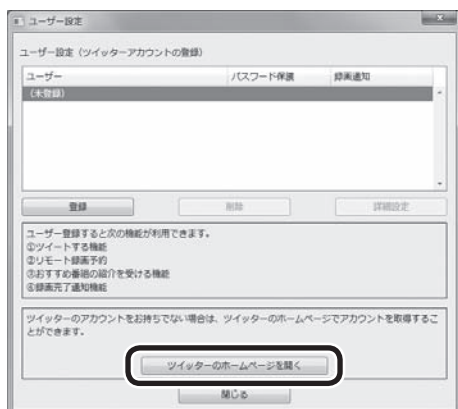 ユーザー設定
ユーザー設定（ツイッターアカウントの登録）
ユーザー パスワード保護 録画通知
(未登録)
登録 削除 詳細設定
ユーザー登録すると次の機能が利用できます。
①ツイートする機能
②リモート録画予約
③おすすめ番組の紹介を受ける機能
④録画完了通知機能
ツイッターのアカウントをお持ちでない場合は、ツイッターのホームページでアカウントを取得するこ
とができます。
ツイッターのホームページを開く
閉じる